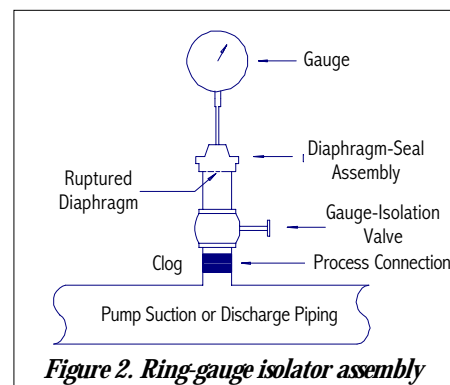 Gauge
Diaphragm-Seal
Assembly
Ruptured
Diaphragm
Gauge-Isolation
Valve
Clog
Process Connection
Pump Suction or Discharge Piping
Figure 2. Ring-gauge isolator assembly